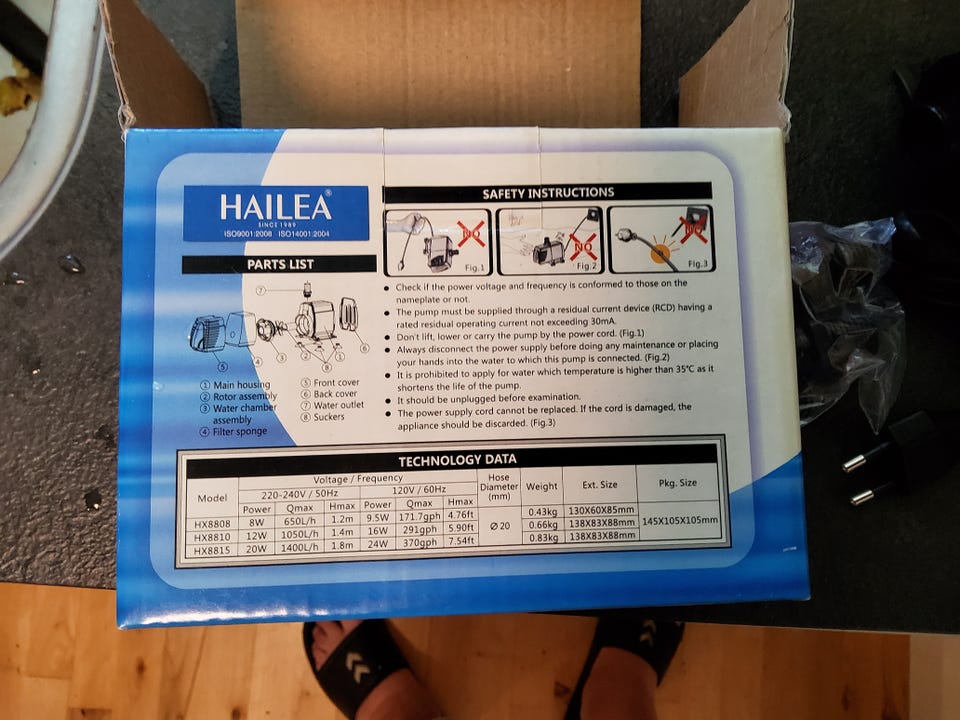 HAILEA®
SINCE 1989
ISO9001:2008 ISO14001:2004
PARTS LIST
⑦
⑤
④
③
②
①
⑧
⑥
① Main housing
② Rotor assembly
③ Water chamber
assembly
④ Filter sponge
⑤ Front cover
⑥ Back cover
⑦ Water outlet
⑧ Suckers
SAFETY INSTRUCTIONS
NO
Fig.1
NO
Fig.2
NO
Fig.3
● Check if the power voltage and frequency is conformed to those on the
nameplate or not.
● The pump must be supplied through a residual current device (RCD) having a
rated residual operating current not exceeding 30mA.
● Don't lift, lower or carry the pump by the power cord. (Fig.1)
● Always disconnect the power supply before doing any maintenance or placing
your hands into the water to which this pump is connected. (Fig.2)
● It is prohibited to apply for water which temperature is higher than 35℃ as it
shortens the life of the pump.
● It should be unplugged before examination.
● The power supply cord cannot be replaced. If the cord is damaged, the
appliance should be discarded. (Fig.3)
TECHNOLOGY DATA
Model Voltage / Frequency Hose Diameter (mm) Weight Ext. Size Pkg. Size
220-240V / 50Hz 120V / 60Hz
Power Qmax Hmax Power Qmax Hmax
HX8808 8W 650L/h 1.2m 9.5W 171.7gph 4.76ft Ø 20 0.43kg 130X60X85mm 145X105X105mm
HX8810 12W 1050L/h 1.4m 16W 291gph 5.90ft 0.66kg 138X83X88mm
HX8815 20W 1400L/h 1.8m 24W 370gph 7.54ft 0.83kg 138X83X88mm